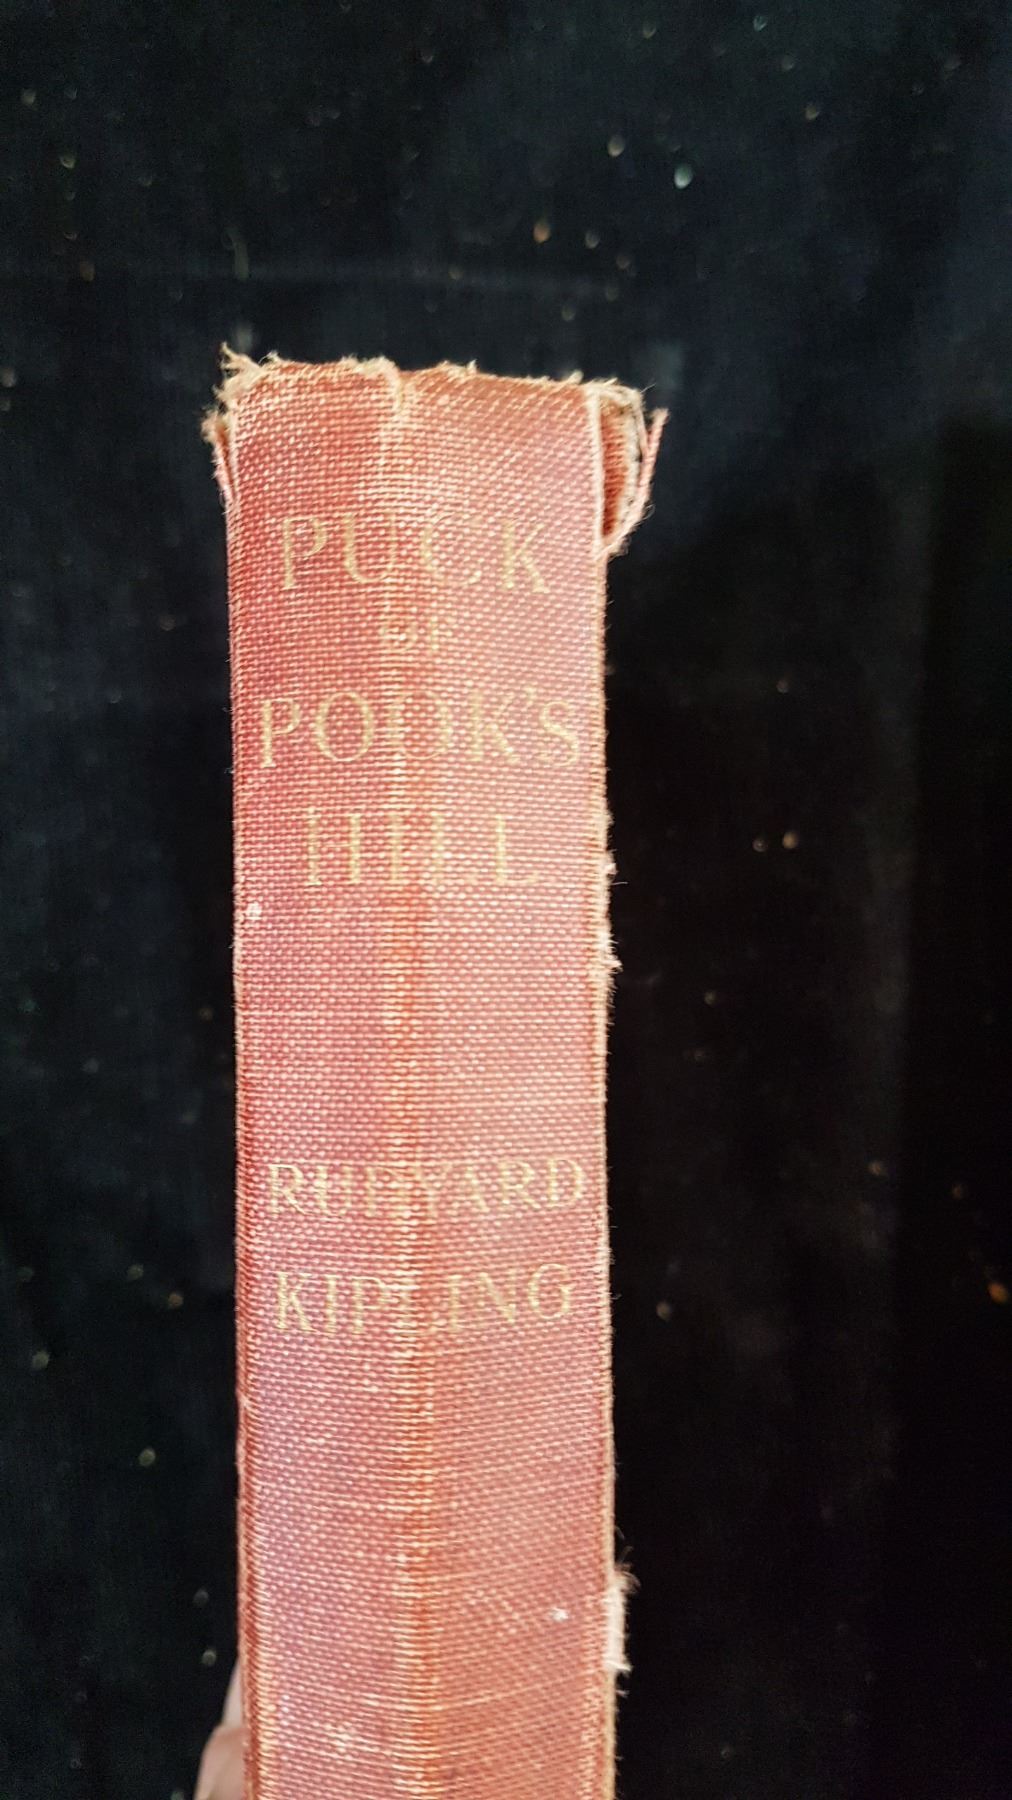 PUCK
OF
POOK'S
HILL
RUDYARD
KIPLING